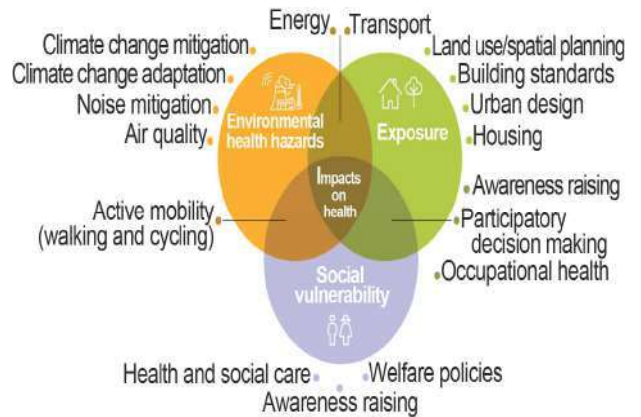 Energy
Transport
Climate change mitigation
Climate change adaptation
Noise mitigation
Air quality
Land use/spatial planning
Building standards
Urban design
Housing
Environmental
health hazards
Exposure
Impacts
on
health
Awareness raising
Participatory
decision making
Occupational health
Active mobility
(walking and cycling)
Social
vulnerability
Health and social care
Welfare policies
Awareness raising